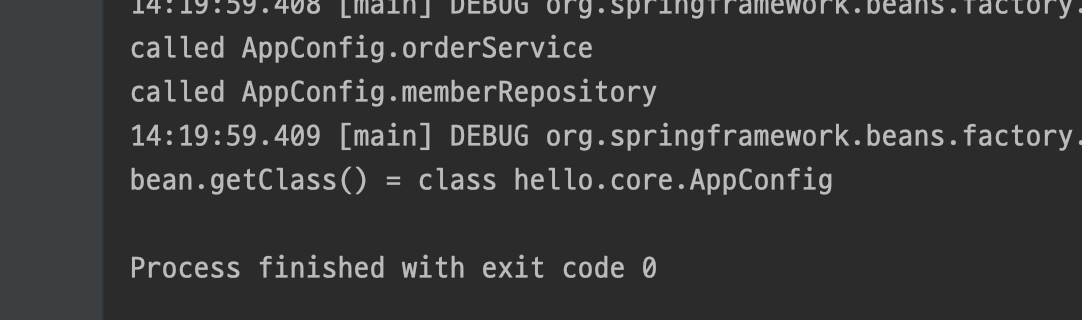 14:19:59.408 [main] DEBUG org.springframework.beans.factory.
called AppConfig.orderService
called AppConfig.memberRepository
14:19:59.409 [main] DEBUG org.springframework.beans.factory.
bean.getClass() = class hello.core.AppConfig
Process finished with exit code 0